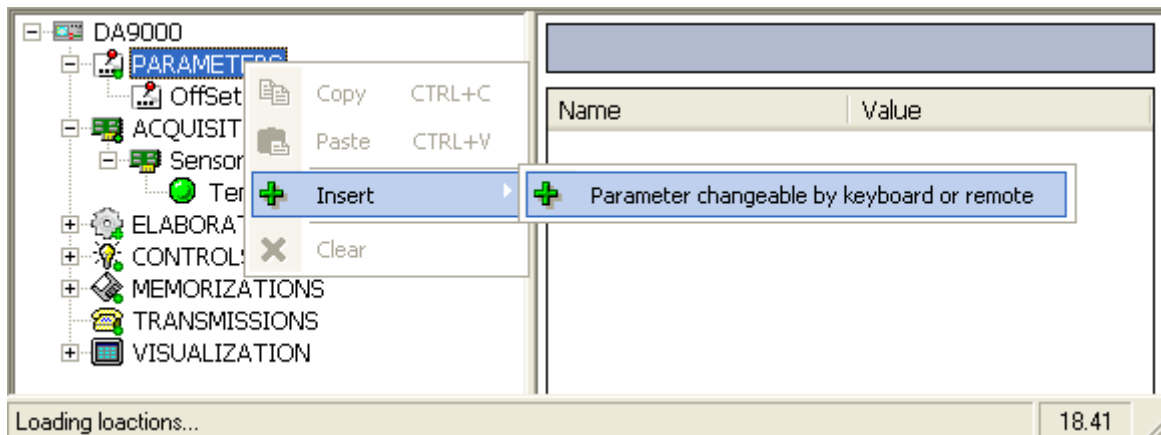 DA9000
PARAMETERS
OffSet
Copy CTRL+C
Name Value
ACQUISIT
Paste CTRL+V
Sensor
Insert Parameter changeable by keyboard or remote
Ter
ELABORAT
Clear
CONTROLS
MEMORIZATIONS
TRANSMISSIONS
VISUALIZATION
Loading loactions... 18.41